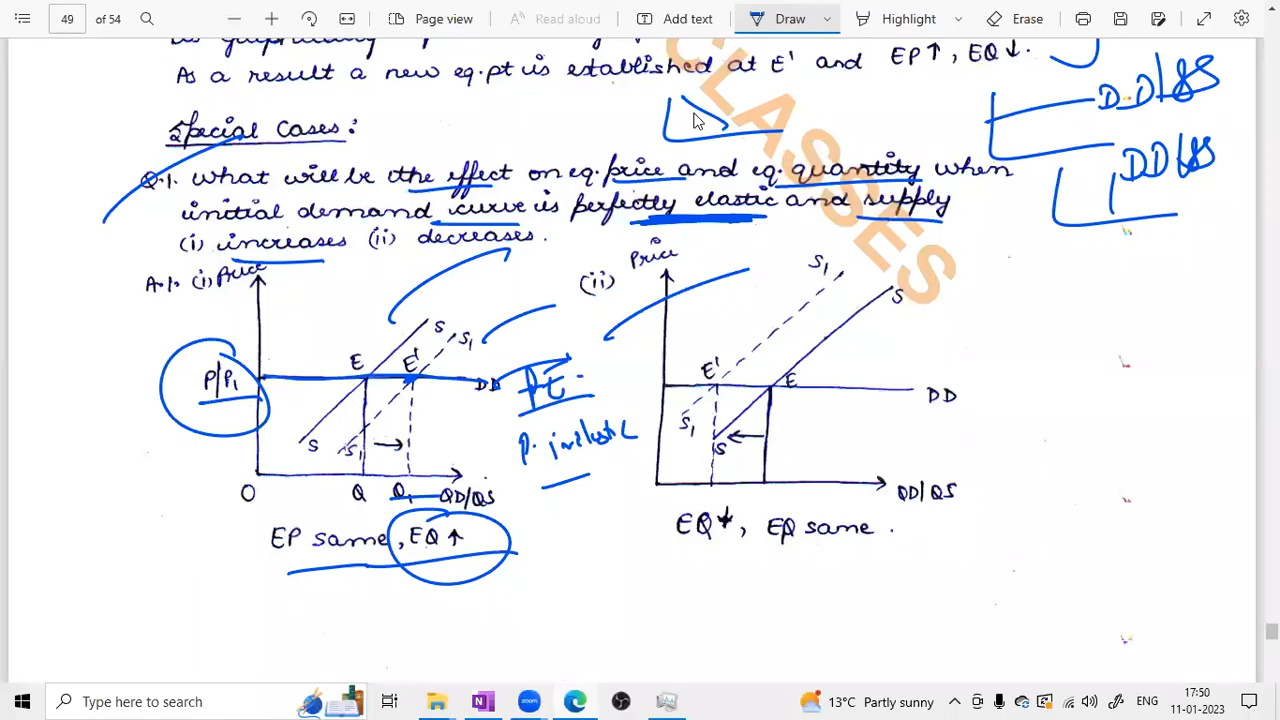 49 of 54 Page view Read aloud Add text Draw Highlight Erase
As a result a new eq.pt is established at E' and EP↑, EQ↓.
CLASSES
D.D/SS
DD/SS
Special Cases:
Q.1. What will be the effect on eq. price and eq. quantity when
initial demand curve is perfectly elastic and supply
(i) increases (ii) decreases.
A.1. (i) Price
S
S1
E
E'
P/P1
DD
S
S1
O
Q
Q1
QD/QS
EP same, EQ↑
P.E.
P. inelastic
(ii)
Price
S1
S
E'
E
DD
S1
S
QD/QS
EQ↓, EP same.
Type here to search
13°C Partly sunny
ENG
17:50
11-01-2023